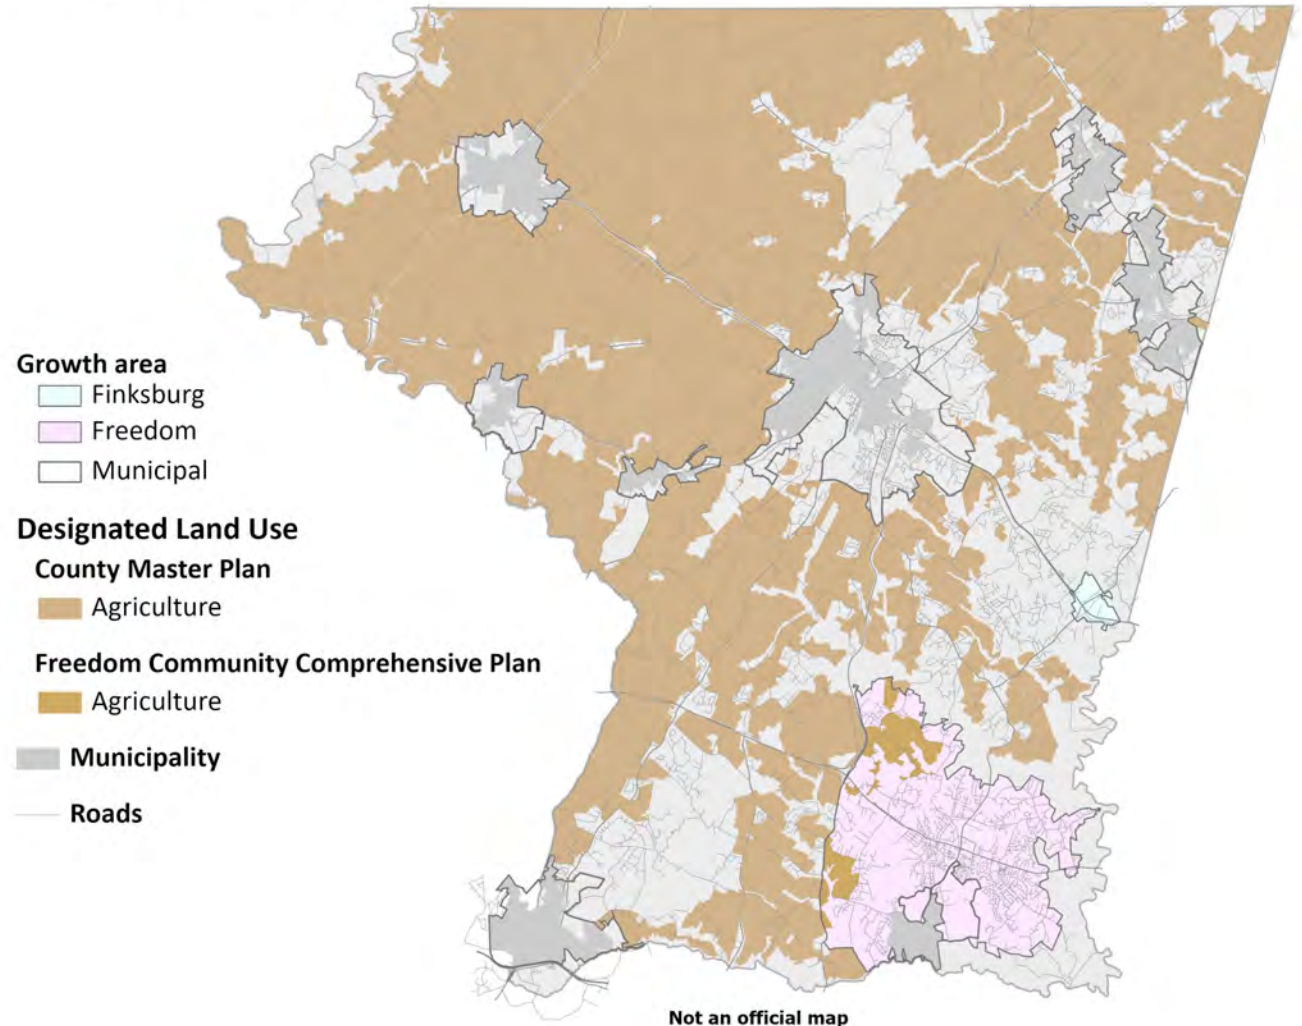 Growth area
Finksburg
Freedom
Municipal
Designated Land Use
County Master Plan
Agriculture
Freedom Community Comprehensive Plan
Agriculture
Municipality
Roads
Not an official map